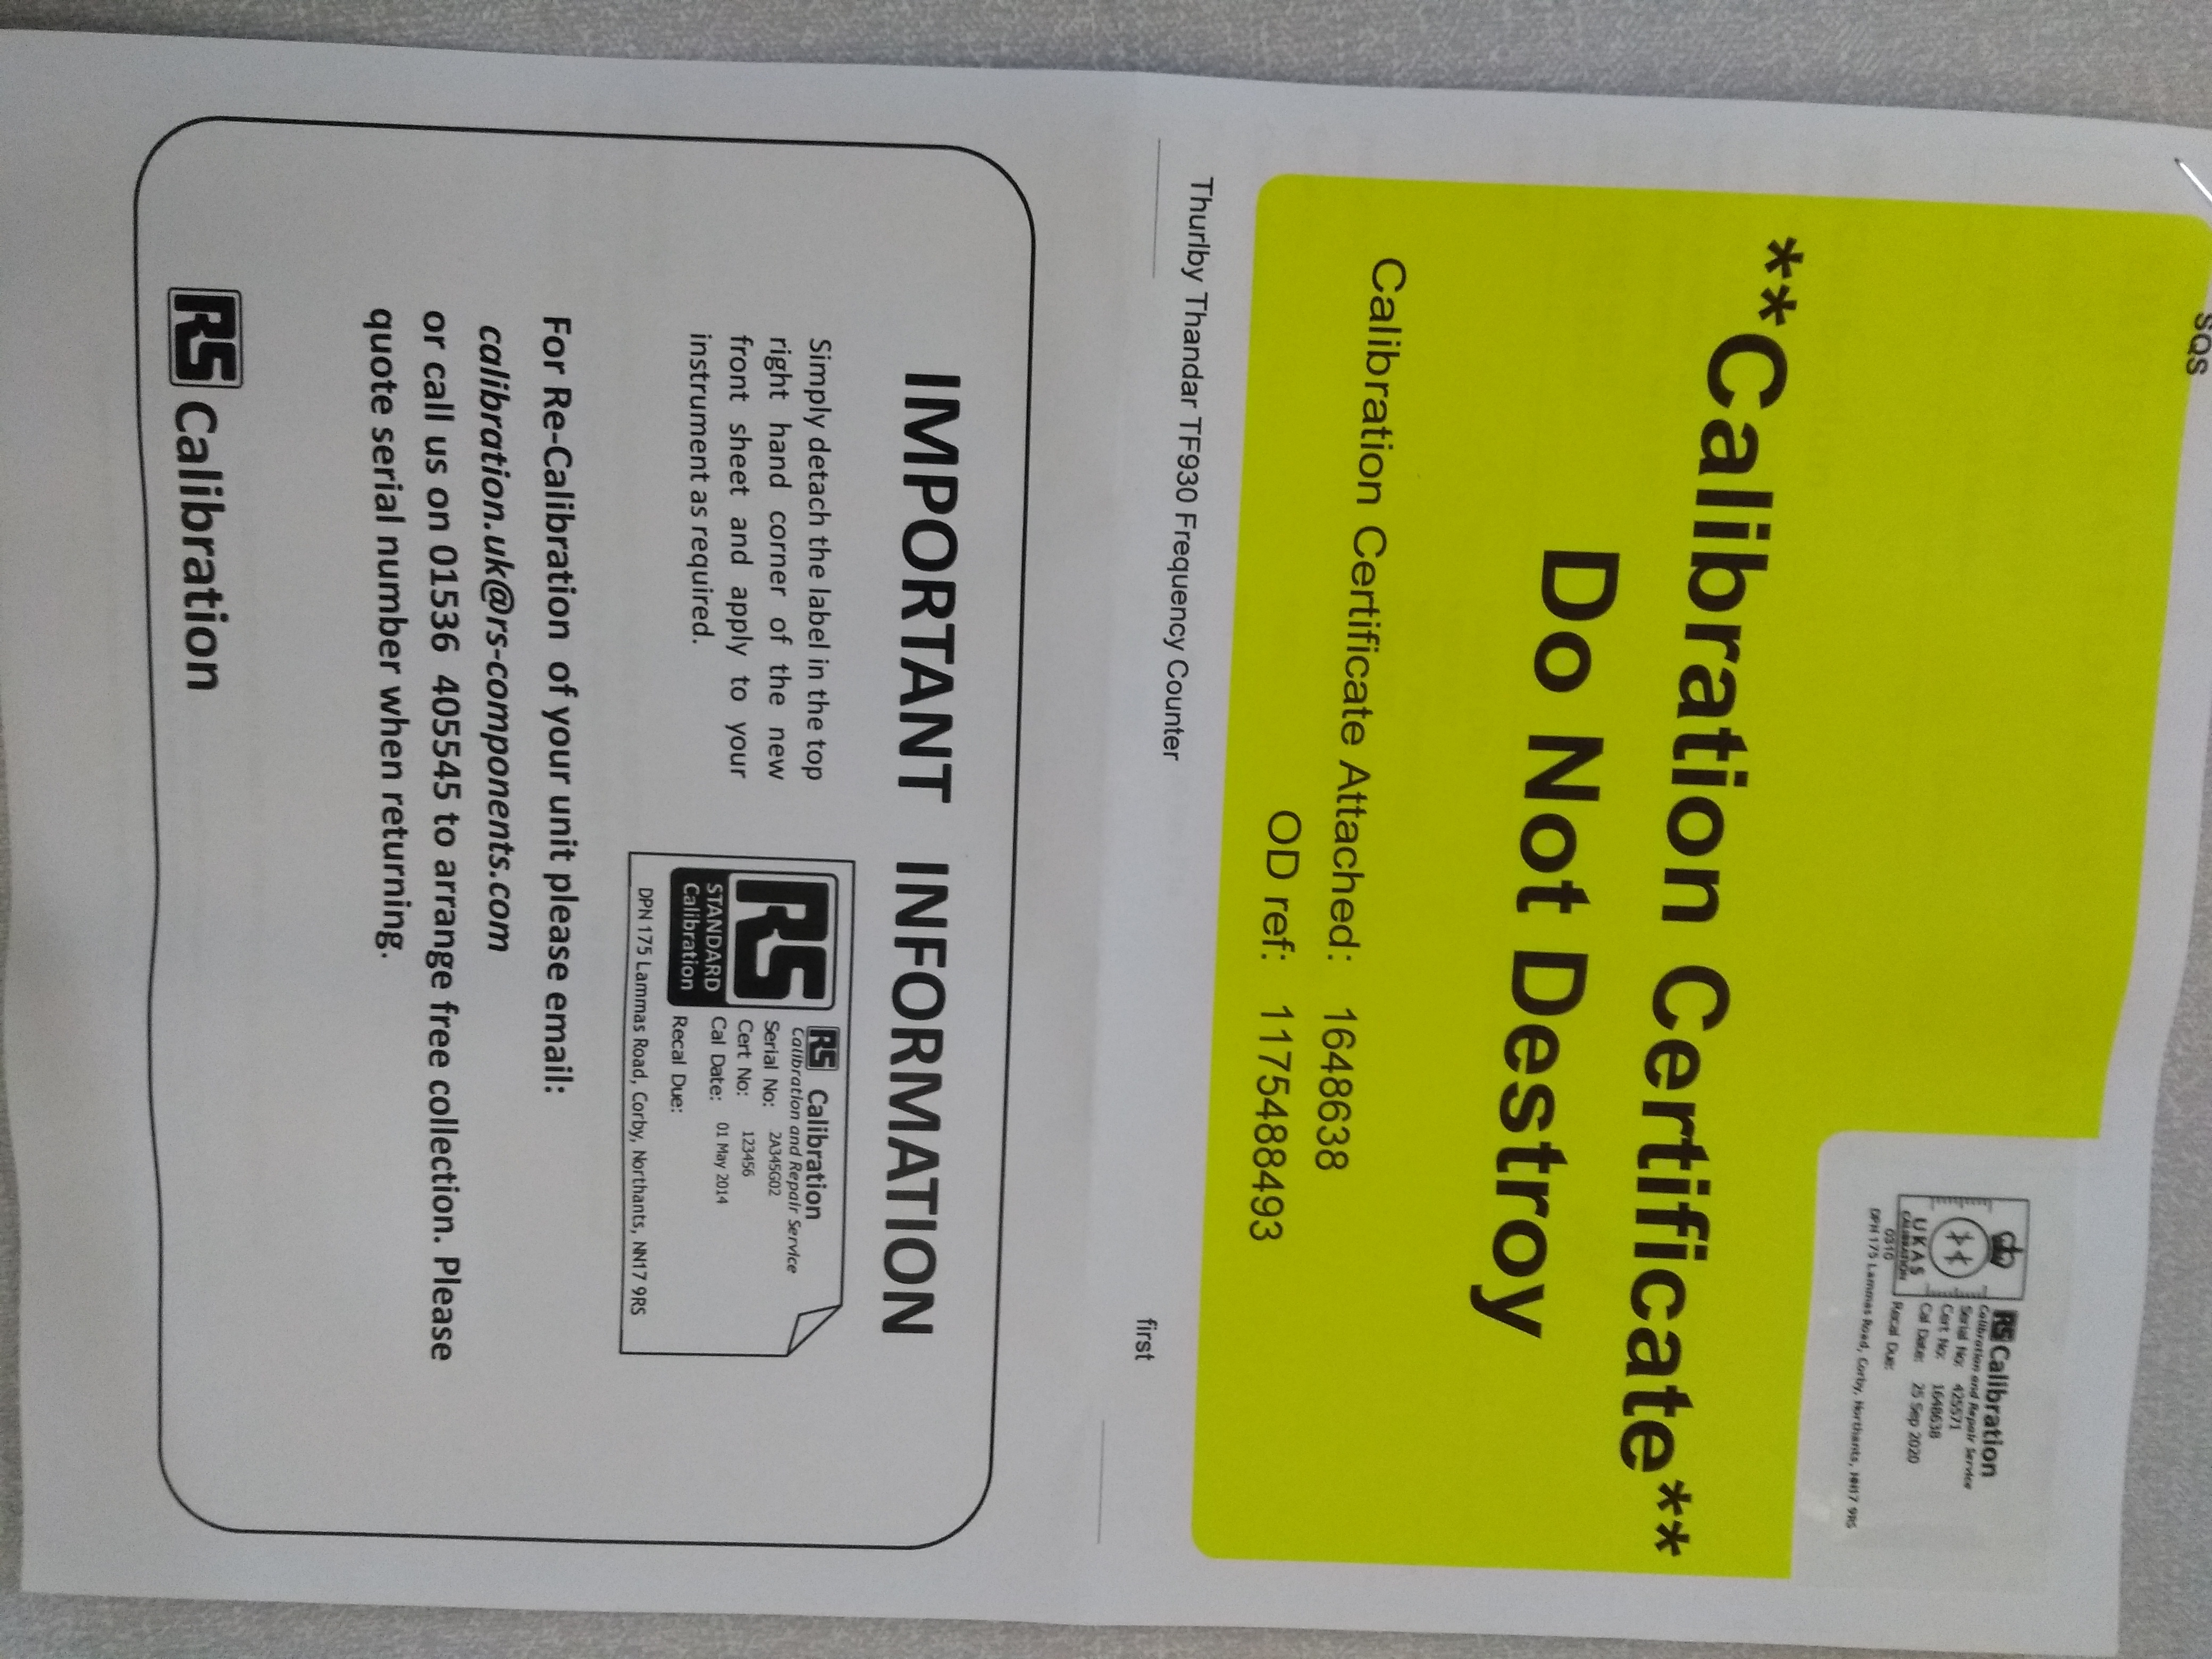 SQS
RS Calibration
Calibration and Repair Service
Serial No: 425571
Cert No: 1648638
Cal Date: 25 Sep 2020
Recal Due:
UKAS
CALIBRATION
0310
DPN 175 Lammas Road, Corby, Northants, NN17 9RS
**Calibration Certificate**
Do Not Destroy
Calibration Certificate Attached: 1648638
OD ref: 1175488493
Thurlby Thandar TF930 Frequency Counter
first
IMPORTANT INFORMATION
Simply detach the label in the top
right hand corner of the new
front sheet and apply to your
instrument as required.
RS
STANDARD
Calibration
RS Calibration
Calibration and Repair Service
Serial No: 2A345G02
Cert No: 123456
Cal Date: 01 May 2014
Recal Due:
DPN 175 Lammas Road, Corby, Northants, NN17 9RS
For Re-Calibration of your unit please email:
calibration.uk@rs-components.com
or call us on 01536 405545 to arrange free collection. Please
quote serial number when returning.
RS Calibration